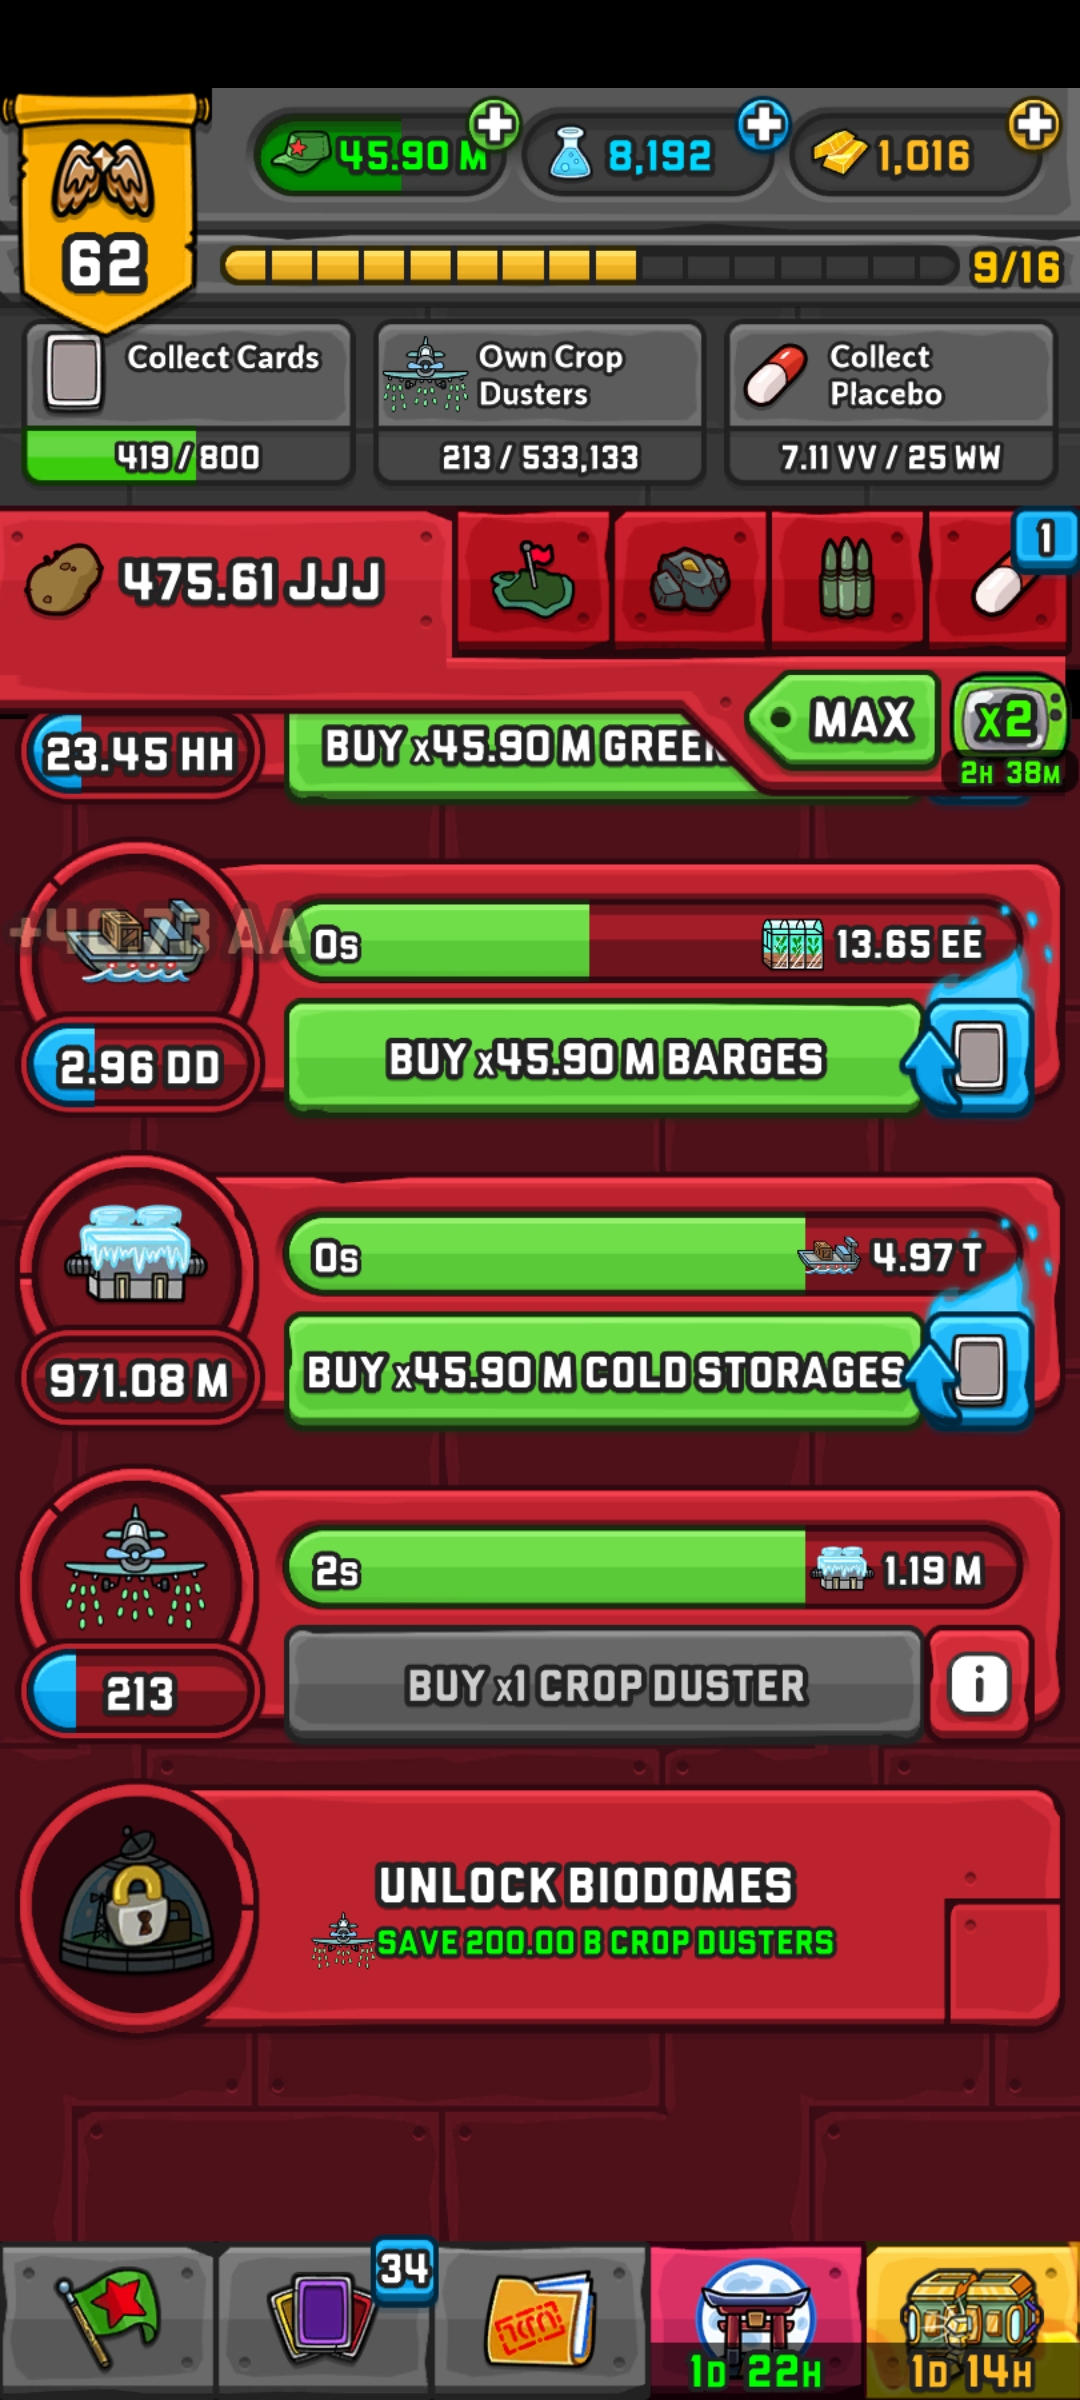 45.90 M
8,192
1,016
62
9/16
Collect Cards
419 / 800
Own Crop
Dusters
213 / 533,133
Collect
Placebo
7.11 VV / 25 WW
475.61 JJJ
1
MAX
x2
2H 38M
23.45 HH
BUY x45.90 M GREEN
0s
13.65 EE
2.96 DD
BUY x45.90 M BARGES
0s
4.97 T
971.08 M
BUY x45.90 M COLD STORAGES
2s
1.19 M
213
BUY x1 CROP DUSTER
i
UNLOCK BIODOMES
SAVE 200.00 B CROP DUSTERS
34
1D 22H
1D 14H